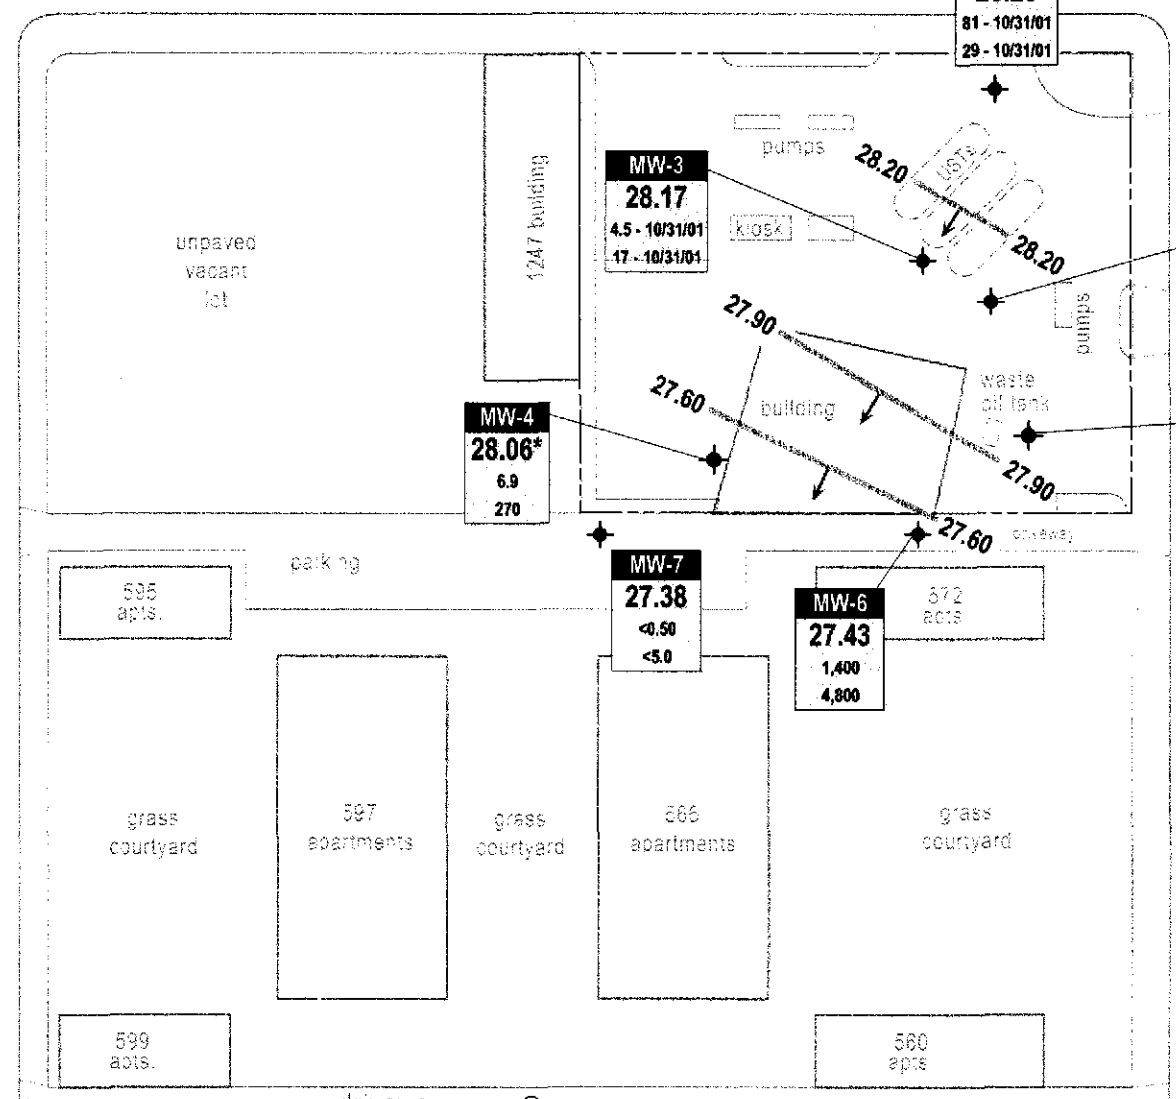 81 - 10/31/01
29 - 10/31/01
pumps
USTs
28.20
28.20
MW-3
28.17
4.5 - 10/31/01
17 - 10/31/01
kiosk
1247 building
unpaved
vacant
lot
pumps
27.90
27.60
building
waste
oil tank
MW-4
28.06*
6.9
270
27.90
27.60
driveway
parking
MW-7
27.38
<0.50
<5.0
MW-6
27.43
1,400
4,800
595
apts.
572
apts
grass
courtyard
597
apartments
grass
courtyard
566
apartments
grass
courtyard
599
apts.
560
apts